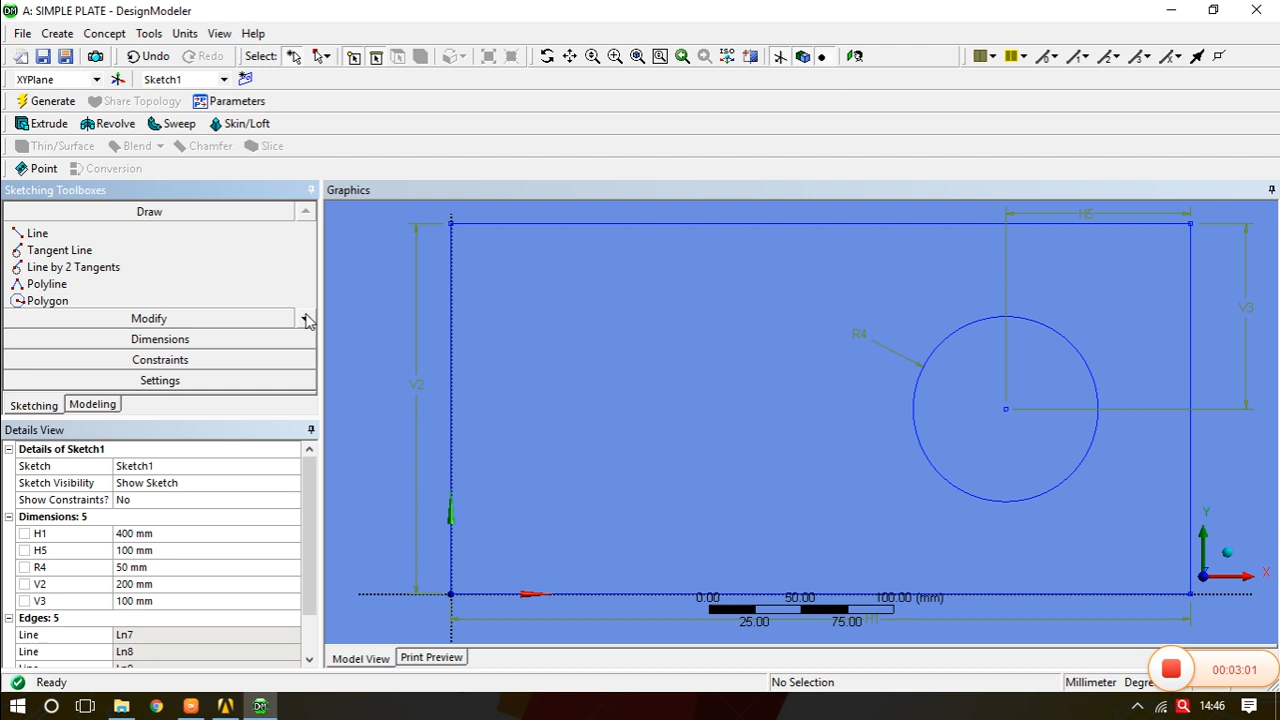 A: SIMPLE PLATE - DesignModeler
File Create Concept Tools Units View Help
Undo Redo Select:
ISO
XYPlane Sketch1
Generate Share Topology Parameters
Extrude Revolve Sweep Skin/Loft
Thin/Surface Blend Chamfer Slice
Point Conversion
Sketching Toolboxes
Draw
Line
Tangent Line
Line by 2 Tangents
Polyline
Polygon
Modify
Dimensions
Constraints
Settings
Sketching Modeling
Details View
Details of Sketch1
Sketch Sketch1
Sketch Visibility Show Sketch
Show Constraints? No
Dimensions: 5
H1 400 mm
H5 100 mm
R4 50 mm
V2 200 mm
V3 100 mm
Edges: 5
Line Ln7
Line Ln8
Graphics
H5
V3
R4
V2
Y
X
0.00 50.00 100.00 (mm)
25.00 75.00
H1
Model View Print Preview
00:03:01
Ready No Selection Millimeter Degre
14:46